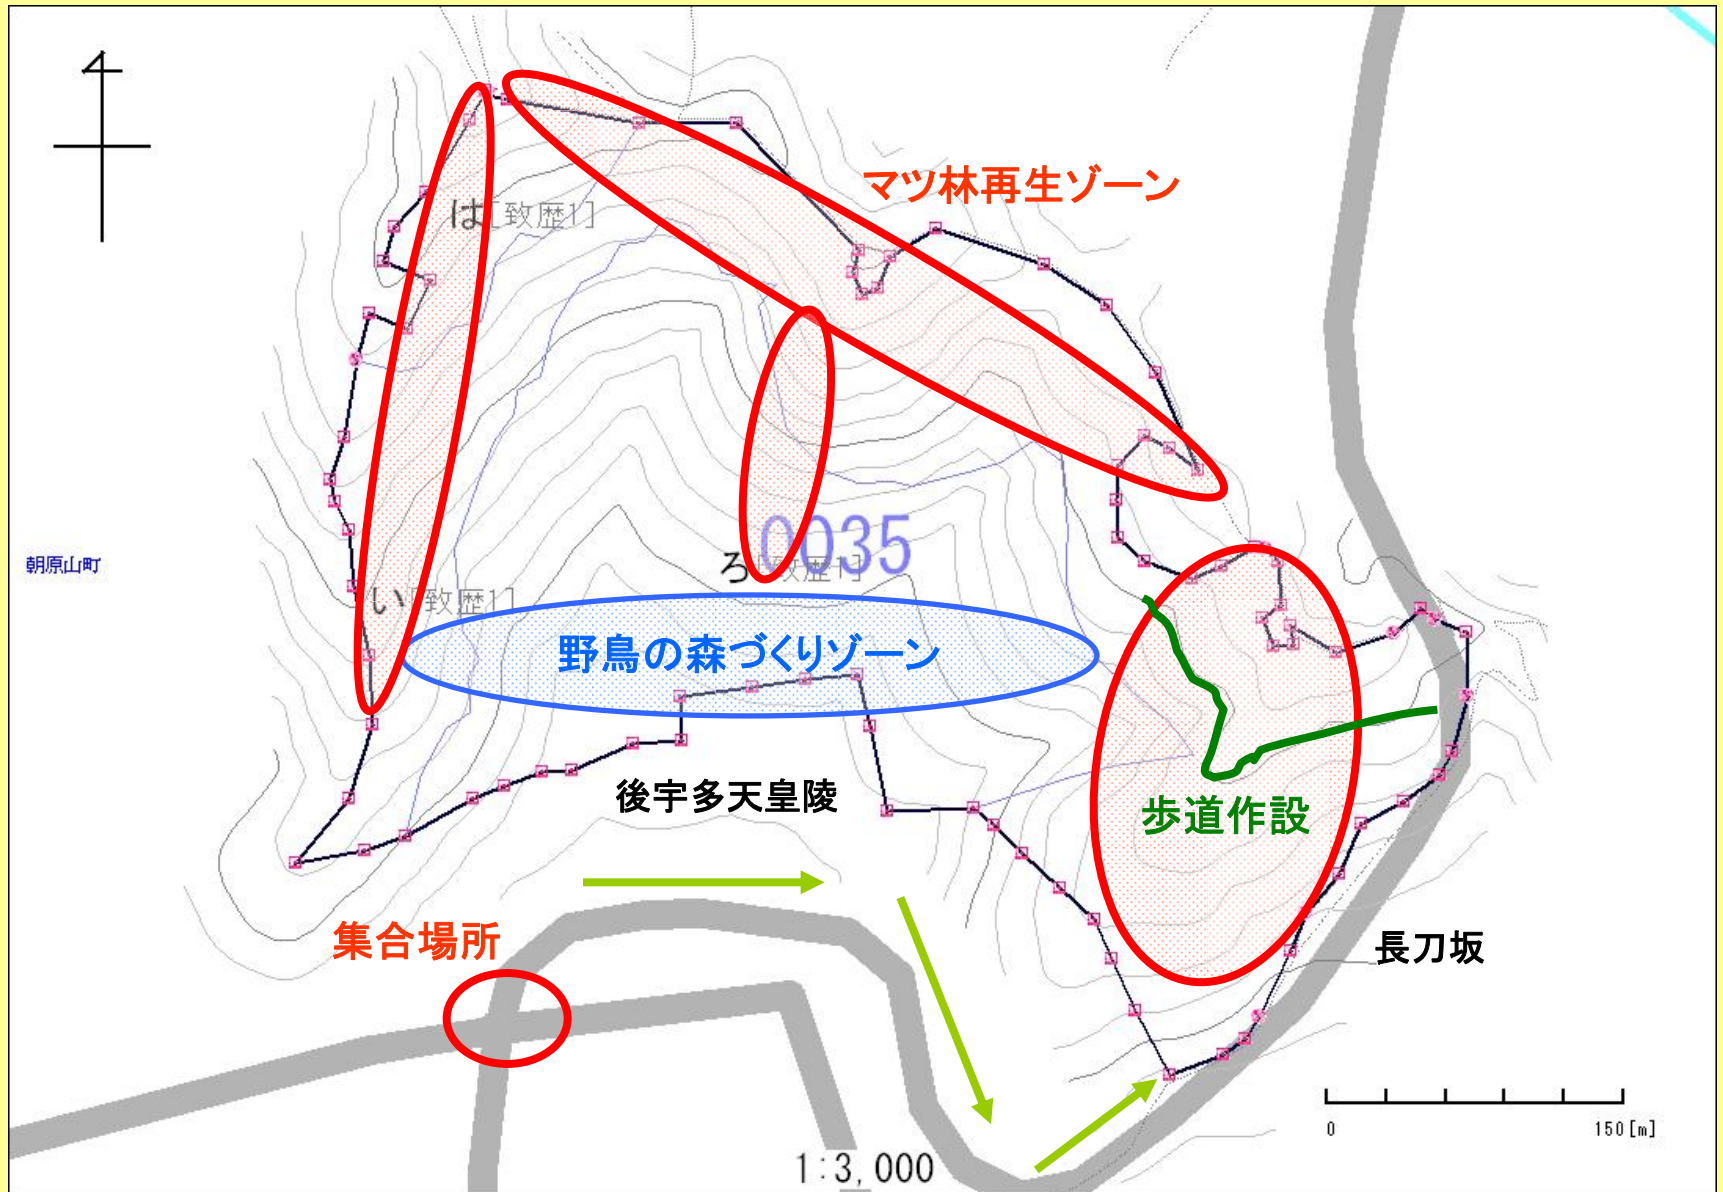 マツ林再生ゾーン
は[致歴1]
0035
朝原山町
ろ[致歴1]
い[致歴1]
野鳥の森づくりゾーン
後宇多天皇陵
歩道作設
集合場所
長刀坂
0
150[m]
1:3,000